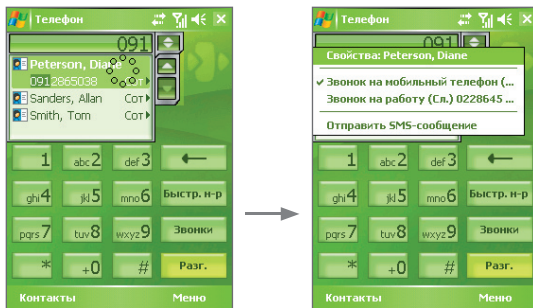 Телефон
091
Peterson, Diane
0912865038 Сот
Sanders, Allan Сот
Smith, Tom Сот
1 abc2 def3
ghi4 jkl5 mno6 Быстр. н-р
pqrs7 tuv8 wxyz9 Звонки
* +0 # Разг.
Контакты Меню
Телефон
091
Свойства: Peterson, Diane
Звонок на мобильный телефон (...
Звонок на работу (Сл.) 0228645 ...
Отправить SMS-сообщение
1 abc2 def3
ghi4 jkl5 mno6 Быстр. н-р
pqrs7 tuv8 wxyz9 Звонки
* +0 # Разг.
Контакты Меню